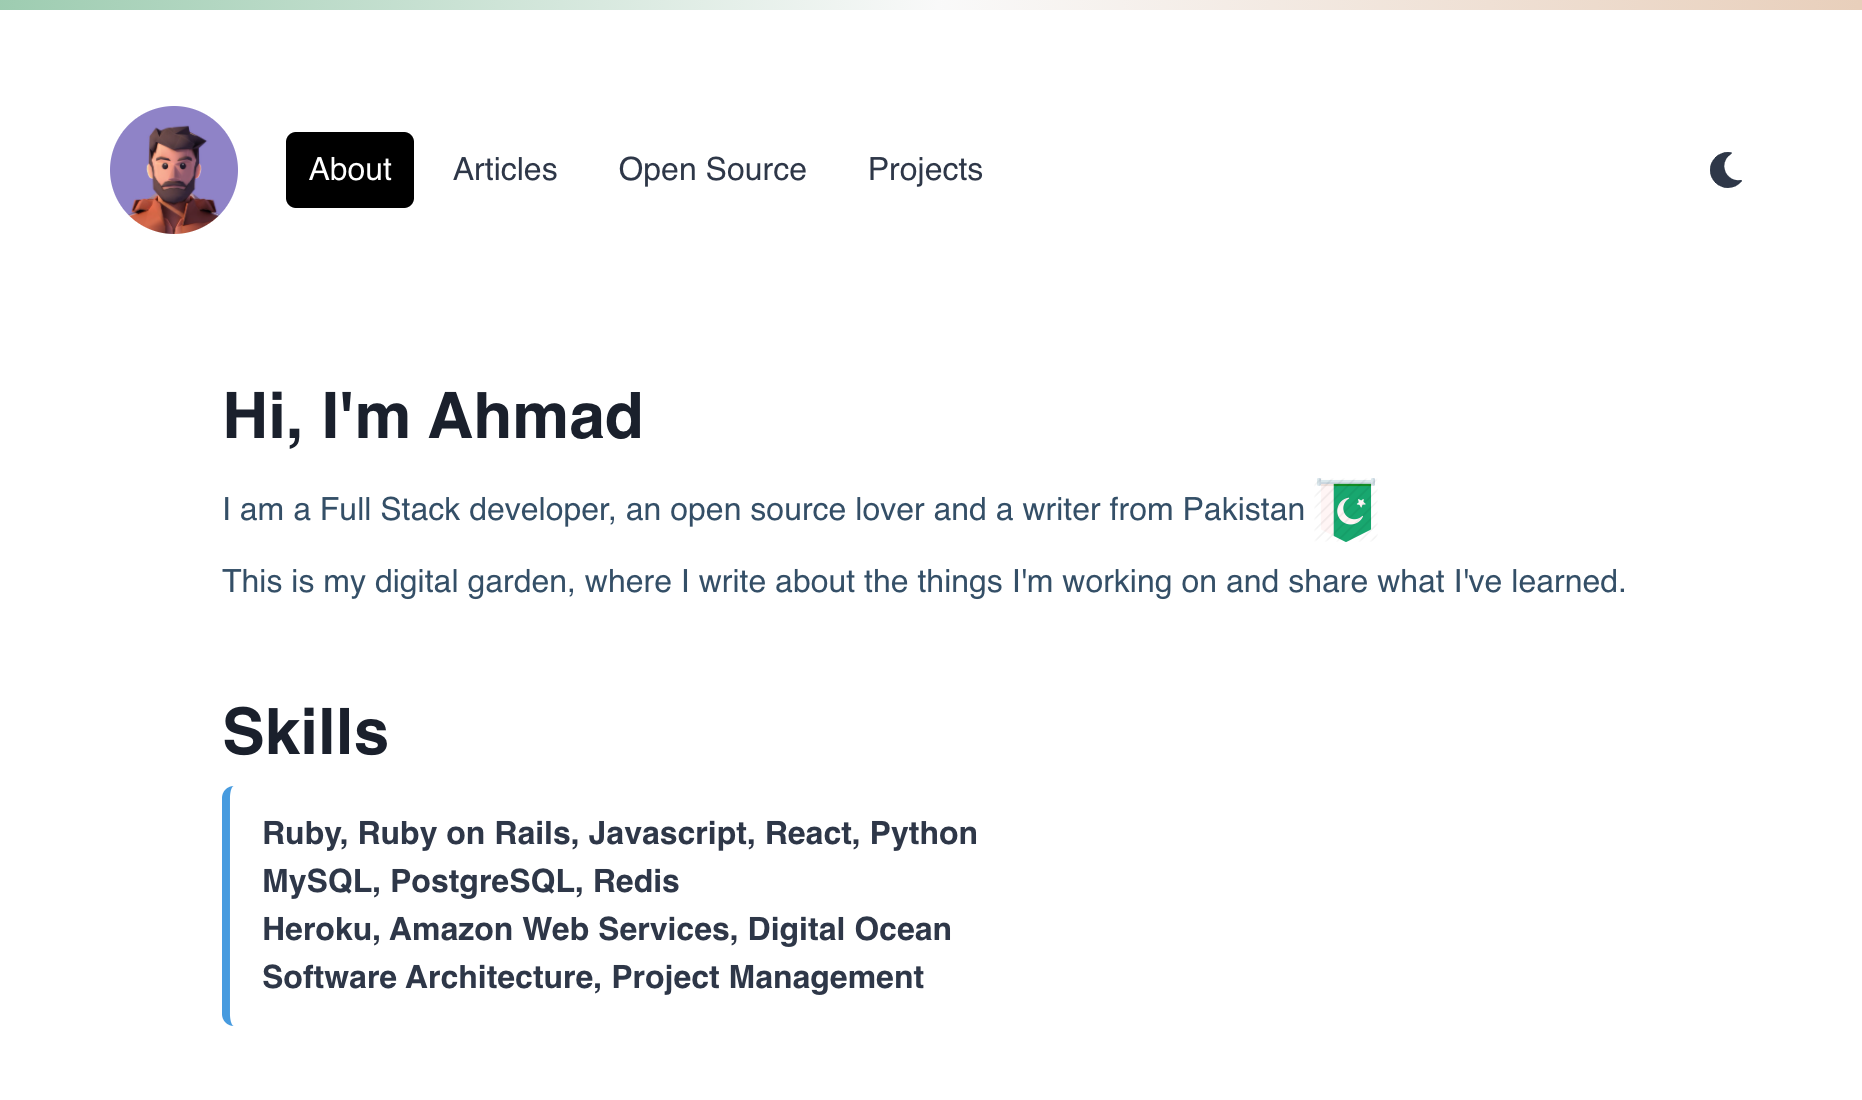 About
Articles
Open Source
Projects
Hi, I'm Ahmad
I am a Full Stack developer, an open source lover and a writer from Pakistan
This is my digital garden, where I write about the things I'm working on and share what I've learned.
Skills
Ruby, Ruby on Rails, Javascript, React, Python
MySQL, PostgreSQL, Redis
Heroku, Amazon Web Services, Digital Ocean
Software Architecture, Project Management